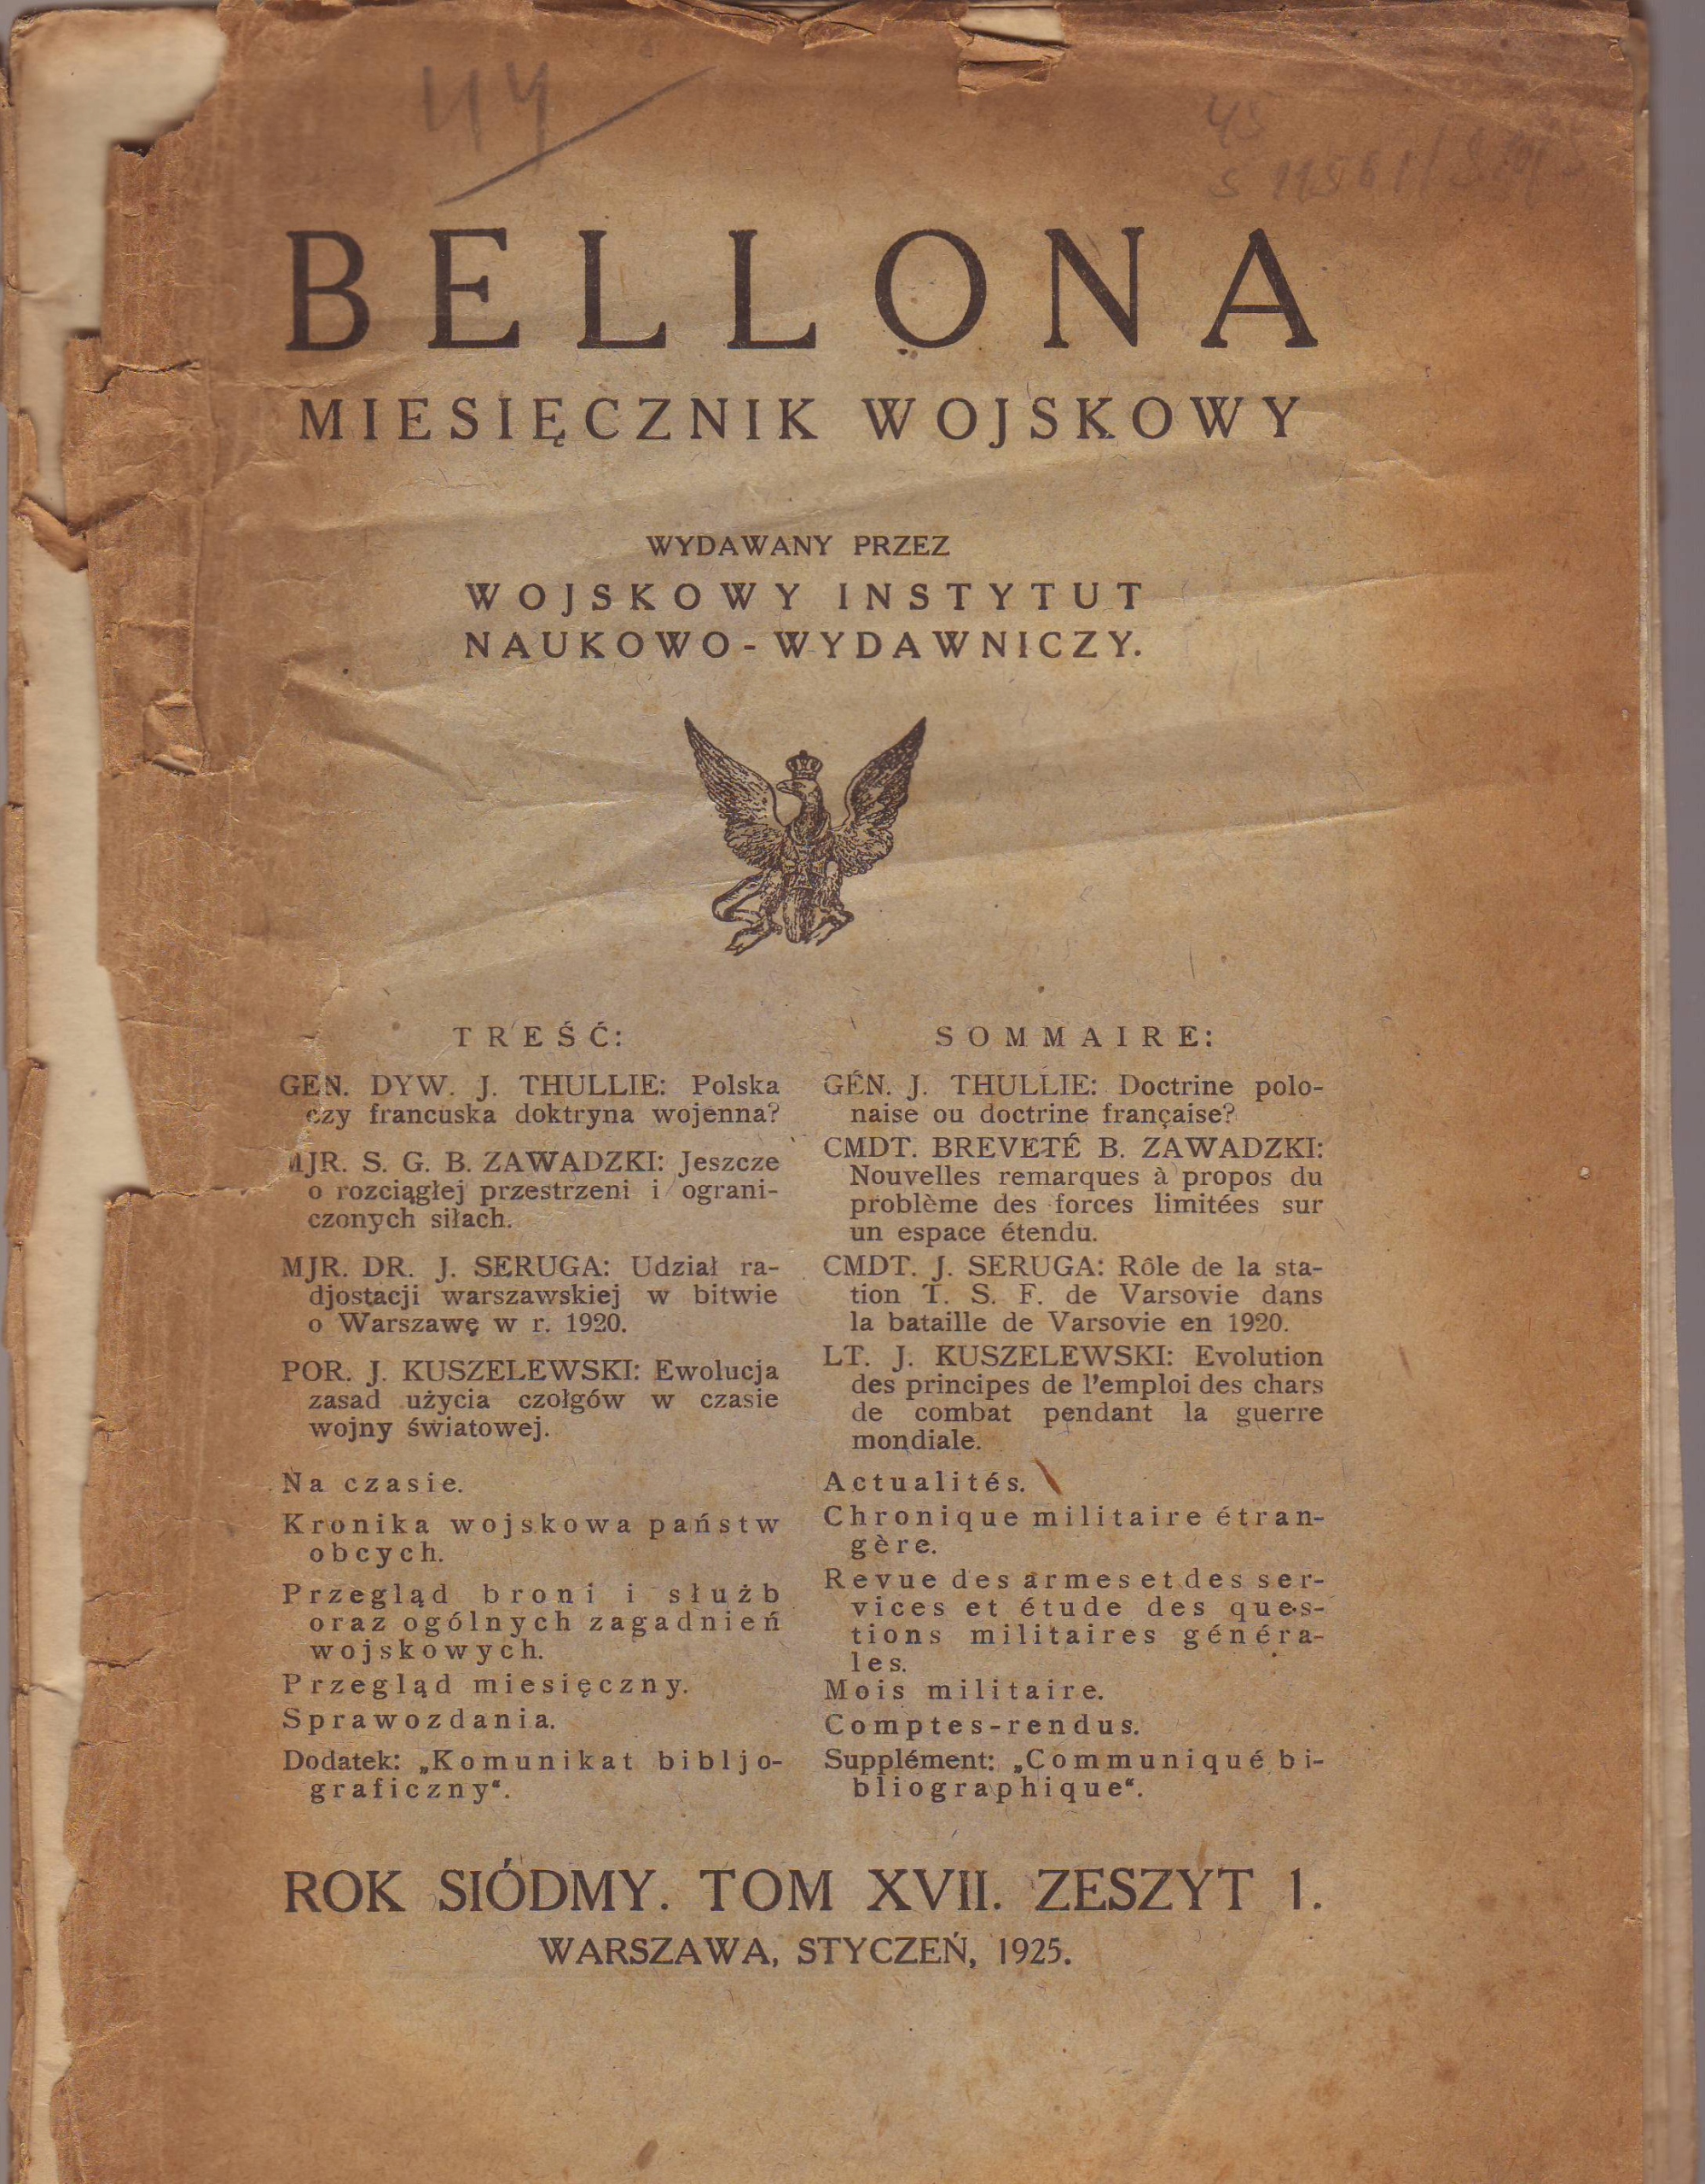 44
45
BELLONA
MIESIĘCZNIK WOJSKOWY
WYDAWANY PRZEZ
WOJSKOWY INSTYTUT
NAUKOWO-WYDAWNICZY.
TREŚĆ:
GEN. DYW. J. THULLIE: Polska
czy francuska doktryna wojenna?
MJR. S. G. B. ZAWADZKI: Jeszcze
o rozciągłej przestrzeni i ograni-
czonych siłach.
MJR. DR. J. SERUGA: Udział ra-
djostacji warszawskiej w bitwie
o Warszawę w r. 1920.
POR. J. KUSZELEWSKI: Ewolucja
zasad użycia czołgów w czasie
wojny światowej.
Na czasie.
Kronika wojskowa państw
obcych.
Przegląd broni i służb
oraz ogólnych zagadnień
wojskowych.
Przegląd miesięczny.
Sprawozdania.
Dodatek: „Komunikat bibljo-
graficzny“.
SOMMAIRE:
GÉN. J. THULLIE: Doctrine polo-
naise ou doctrine française?
CMDT. BREVETÉ B. ZAWADZKI:
Nouvelles remarques à propos du
problème des forces limitées sur
un espace étendu.
CMDT. J. SERUGA: Rôle de la sta-
tion T. S. F. de Varsovie dans
la bataille de Varsovie en 1920.
LT. J. KUSZELEWSKI: Evolution
des principes de l'emploi des chars
de combat pendant la guerre
mondiale.
Actualités.
Chronique militaire étran-
gère.
Revue des armes et des ser-
vices et étude des ques-
tions militaires généra-
les.
Mois militaire.
Comptes-rendus.
Supplément: „Communiqué bi-
bliographique“.
ROK SIÓDMY. TOM XVII. ZESZYT 1.
WARSZAWA, STYCZEŃ, 1925.